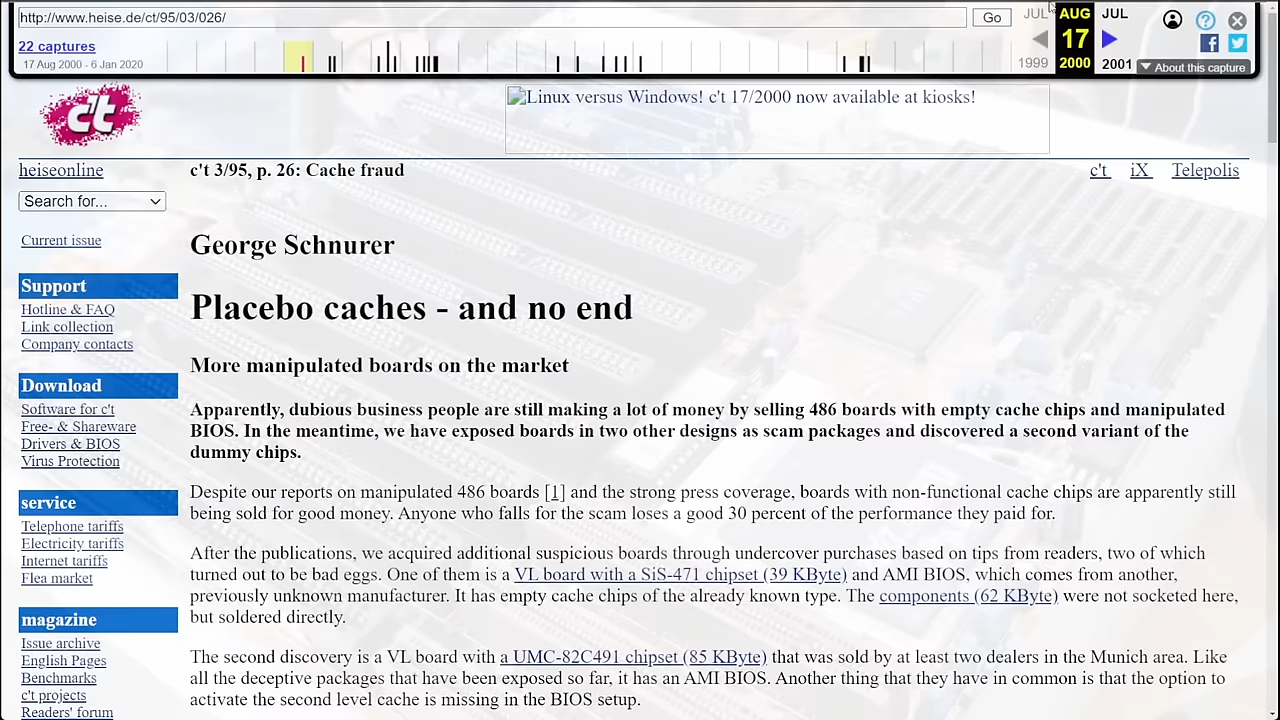 http://www.heise.de/ct/95/03/026/
Go
JUL
AUG
JUL
22 captures
17
17 Aug 2000 - 6 Jan 2020
1999
2000
2001
About this capture
c't
Linux versus Windows! c't 17/2000 now available at kiosks!
heiseonline
c't 3/95, p. 26: Cache fraud
c't
iX
Telepolis
Search for...
Current issue
Support
Hotline & FAQ
Link collection
Company contacts
Download
Software for c't
Free- & Shareware
Drivers & BIOS
Virus Protection
service
Telephone tariffs
Electricity tariffs
Internet tariffs
Flea market
magazine
Issue archive
English Pages
Benchmarks
c't projects
Readers' forum
George Schnurer
Placebo caches - and no end
More manipulated boards on the market
Apparently, dubious business people are still making a lot of money by selling 486 boards with empty cache chips and manipulated
BIOS. In the meantime, we have exposed boards in two other designs as scam packages and discovered a second variant of the
dummy chips.
Despite our reports on manipulated 486 boards [1] and the strong press coverage, boards with non-functional cache chips are apparently still
being sold for good money. Anyone who falls for the scam loses a good 30 percent of the performance they paid for.
After the publications, we acquired additional suspicious boards through undercover purchases based on tips from readers, two of which
turned out to be bad eggs. One of them is a VL board with a SiS-471 chipset (39 KByte) and AMI BIOS, which comes from another,
previously unknown manufacturer. It has empty cache chips of the already known type. The components (62 KByte) were not socketed here,
but soldered directly.
The second discovery is a VL board with a UMC-82C491 chipset (85 KByte) that was sold by at least two dealers in the Munich area. Like
all the deceptive packages that have been exposed so far, it has an AMI BIOS. Another thing that they have in common is that the option to
activate the second level cache is missing in the BIOS setup.